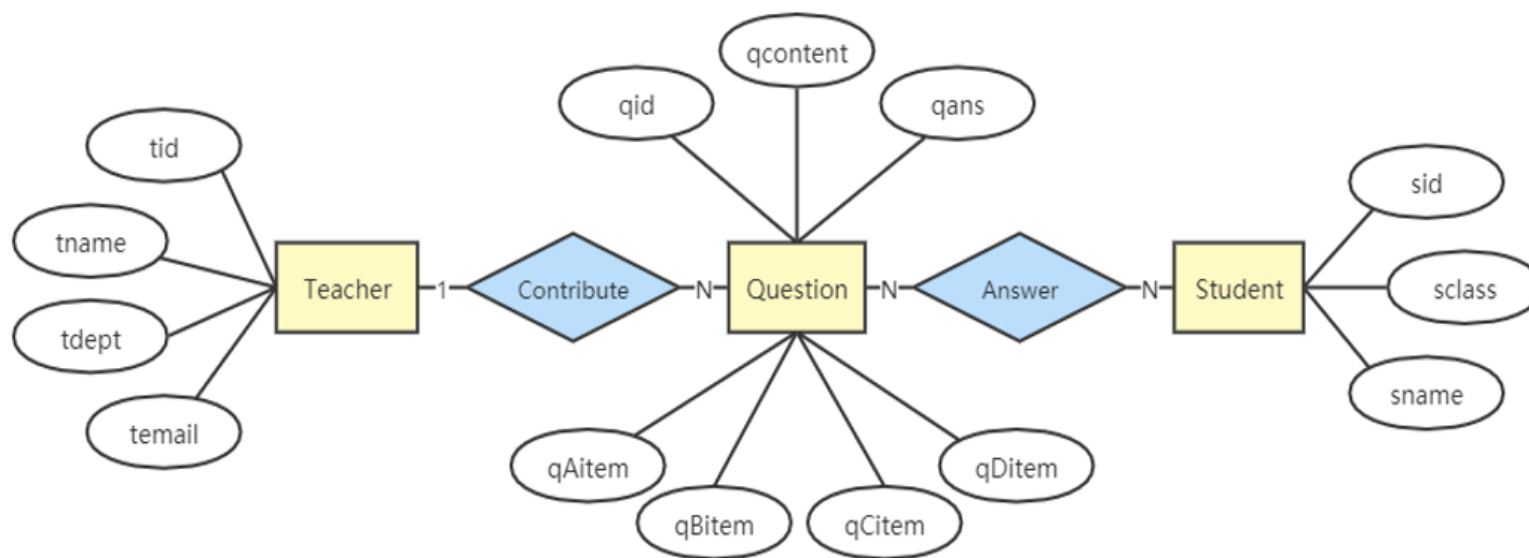 qcontent
qid
qans
tid
sid
tname
Teacher
1
Contribute
N
Question
N
Answer
N
Student
sclass
tdept
sname
temail
qAitem
qDitem
qBitem
qCitem